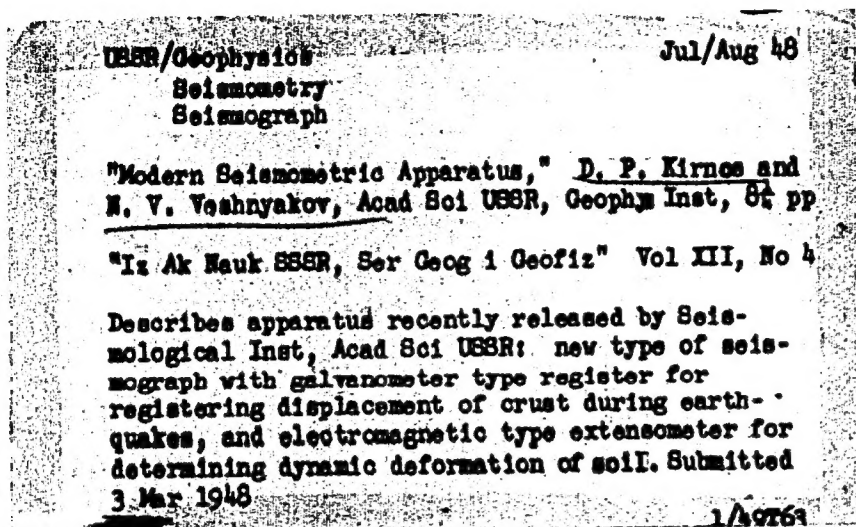 USSR/Geophysics Jul/Aug 48
Seismometry
Seismograph
"Modern Seismometric Apparatus," D. P. Kirnos and
N. V. Veshnyakov, Acad Sci USSR, Geophys Inst, 8¼ pp
"Iz Ak Nauk SSSR, Ser Geog i Geofiz" Vol XII, No 4
Describes apparatus recently released by Seis-
mological Inst, Acad Sci USSR: new type of seis-
mograph with galvanometer type register for
registering displacement of crust during earth-
quakes, and electromagnetic type extensometer for
determining dynamic deformation of soil. Submitted
3 Mar 1948
1/49T63